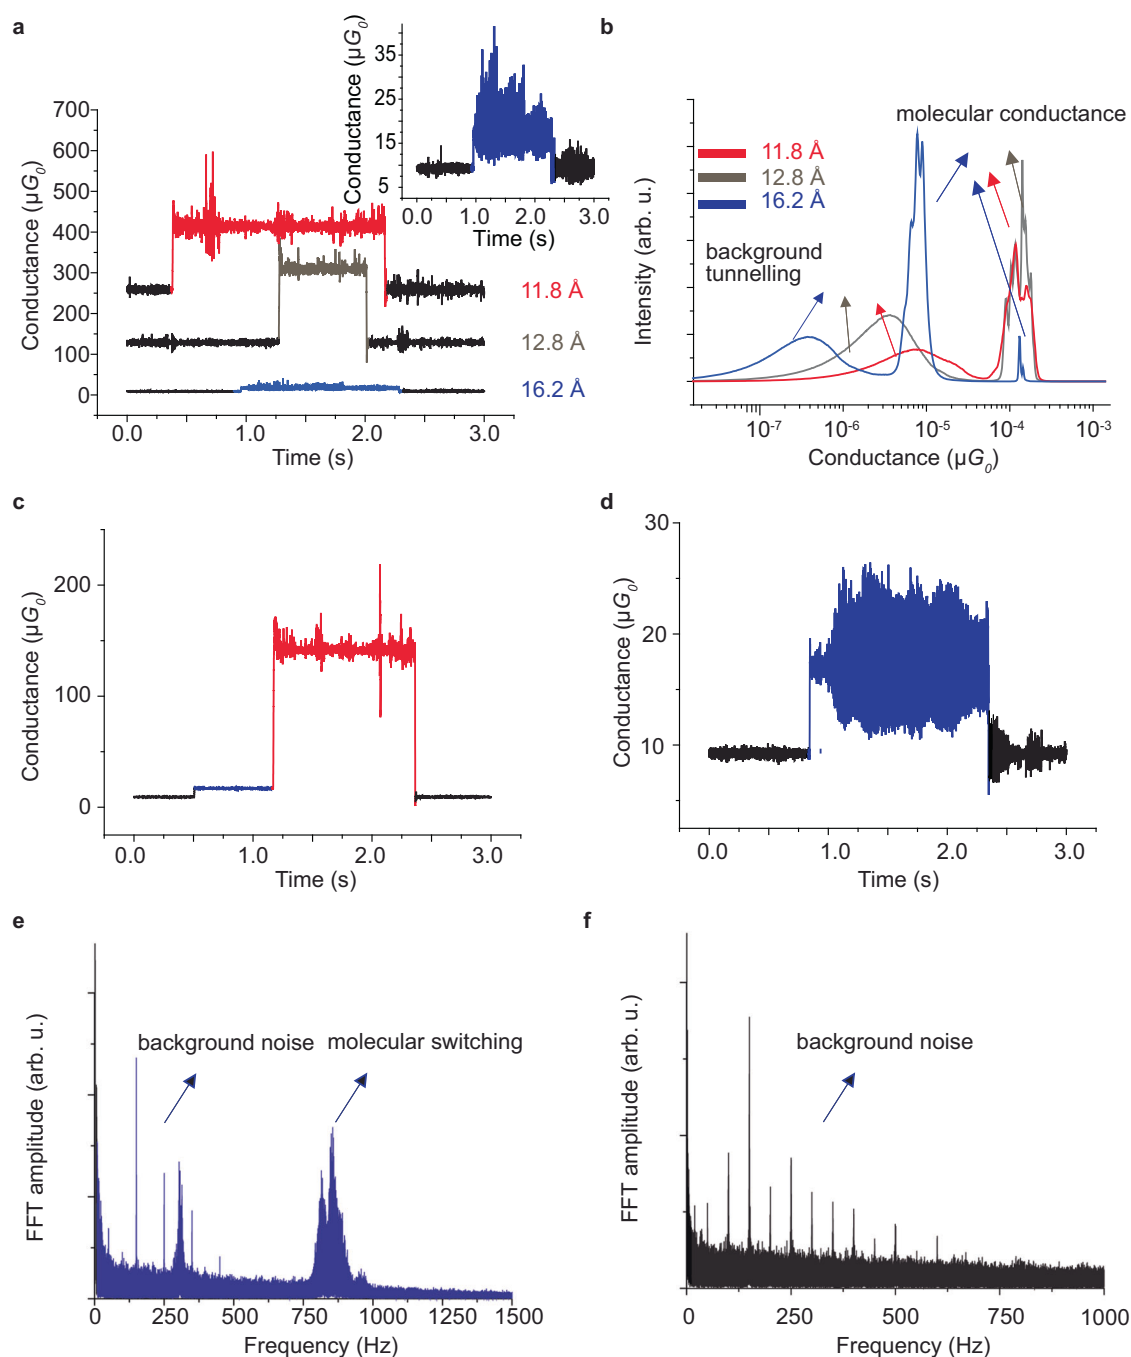 a
Conductance (µG0)
700
600
500
400
300
200
100
0
0.0
1.0
2.0
3.0
Time (s)
11.8 Å
12.8 Å
16.2 Å
Conductance (µG0)
35
25
15
5
0.0
1.0
2.0
3.0
Time (s)
b
Intensity (arb. u.)
11.8 Å
12.8 Å
16.2 Å
molecular conductance
background
tunnelling
10-7
10-6
10-5
10-4
10-3
Conductance (µG0)
c
Conductance (µG0)
200
100
0
0.0
1.0
2.0
3.0
Time (s)
d
Conductance (µG0)
30
20
10
0.0
1.0
2.0
3.0
Time (s)
e
FFT amplitude (arb. u.)
background noise
molecular switching
0
250
500
750
1000
1250
1500
Frequency (Hz)
f
FFT amplitude (arb. u.)
background noise
0
250
500
750
1000
Frequency (Hz)